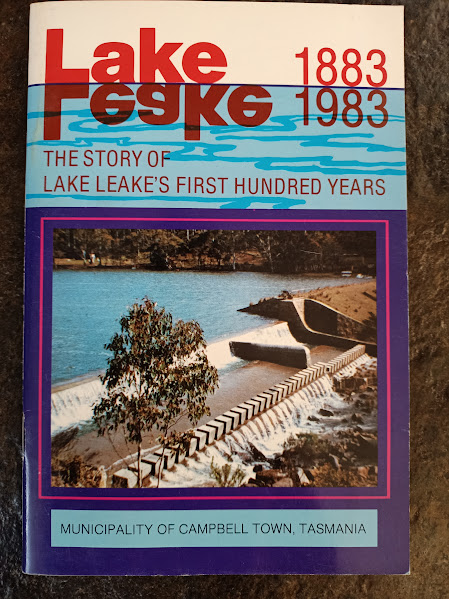 Lake 1883
Leake 1983
THE STORY OF
LAKE LEAKE'S FIRST HUNDRED YEARS
MUNICIPALITY OF CAMPBELL TOWN, TASMANIA